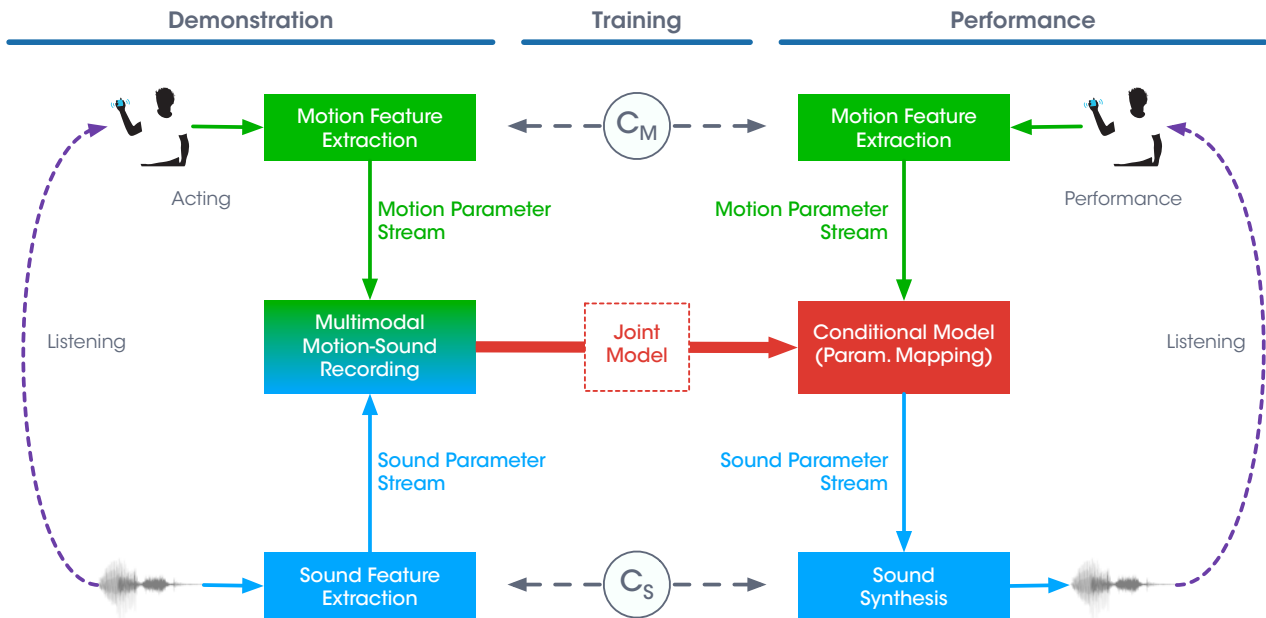 Demonstration
Training
Performance
Motion Feature
Extraction
C_M
Motion Feature
Extraction
Acting
Performance
Motion Parameter
Stream
Motion Parameter
Stream
Listening
Multimodal
Motion-Sound
Recording
Joint
Model
Conditional Model
(Param. Mapping)
Listening
Sound Parameter
Stream
Sound Parameter
Stream
Sound Feature
Extraction
C_S
Sound
Synthesis